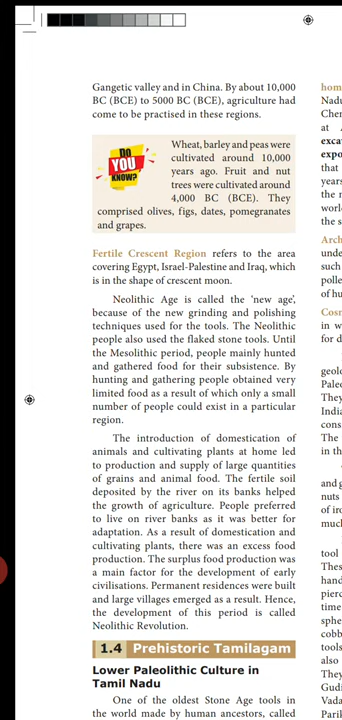 Gangetic valley and in China. By about 10,000
BC (BCE) to 5000 BC (BCE), agriculture had
come to be practised in these regions.
DO
YOU
KNOW?
Wheat, barley and peas were
cultivated around 10,000
years ago. Fruit and nut
trees were cultivated around
4,000 BC (BCE). They
comprised olives, figs, dates, pomegranates
and grapes.
Fertile Crescent Region refers to the area
covering Egypt, Israel-Palestine and Iraq, which
is in the shape of crescent moon.
Neolithic Age is called the ‘new age’,
because of the new grinding and polishing
techniques used for the tools. The Neolithic
people also used the flaked stone tools. Until
the Mesolithic period, people mainly hunted
and gathered food for their subsistence. By
hunting and gathering people obtained very
limited food as a result of which only a small
number of people could exist in a particular
region.
The introduction of domestication of
animals and cultivating plants at home led
to production and supply of large quantities
of grains and animal food. The fertile soil
deposited by the river on its banks helped
the growth of agriculture. People preferred
to live on river banks as it was better for
adaptation. As a result of domestication and
cultivating plants, there was an excess food
production. The surplus food production was
a main factor for the development of early
civilisations. Permanent residences were built
and large villages emerged as a result. Hence,
the development of this period is called
Neolithic Revolution.
1.4 Prehistoric Tamilagam
Lower Paleolithic Culture in
Tamil Nadu
One of the oldest Stone Age tools in
the world made by human ancestors, called